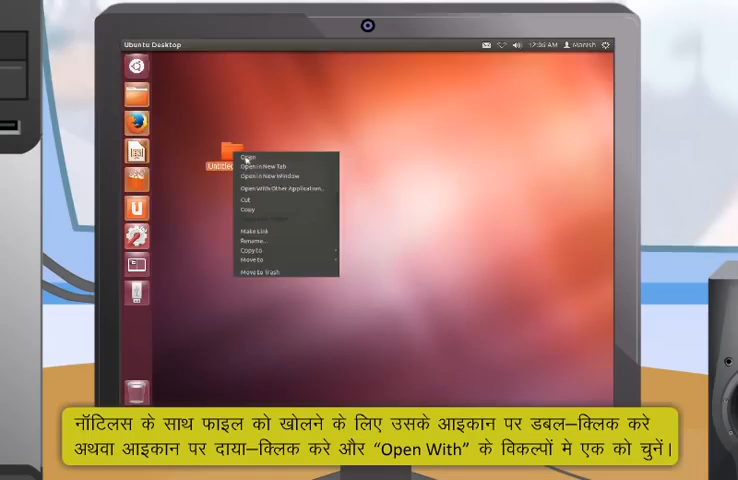 Ubuntu Desktop
12:06 AM Manish
Open
Open in New Tab
Open in New Window
Open With Other Application...
Cut
Copy
Make Link
Rename...
Copy to
Move to
Move to Trash
नॉटिलस के साथ फाइल को खोलने के लिए उसके आइकान पर डबल–क्लिक करे
अथवा आइकान पर दाया–क्लिक करे और “Open With” के विकल्पों मे एक को चुनें।